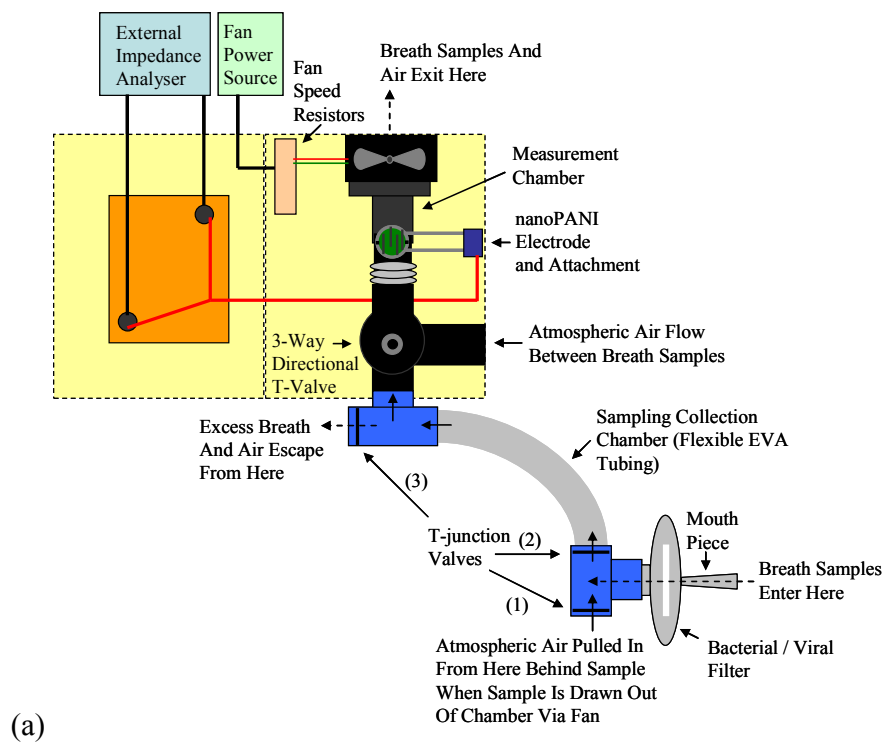 External
Impedance
Analyser
Fan
Power
Source
Fan
Speed
Resistors
Breath Samples And
Air Exit Here
Measurement
Chamber
nanoPANI
Electrode
and Attachment
3-Way
Directional
T-Valve
Atmospheric Air Flow
Between Breath Samples
Excess Breath
And Air Escape
From Here
Sampling Collection
Chamber (Flexible EVA
Tubing)
(3)
T-junction
Valves
(2)
(1)
Mouth
Piece
Breath Samples
Enter Here
Atmospheric Air Pulled In
From Here Behind Sample
When Sample Is Drawn Out
Of Chamber Via Fan
Bacterial / Viral
Filter
(a)